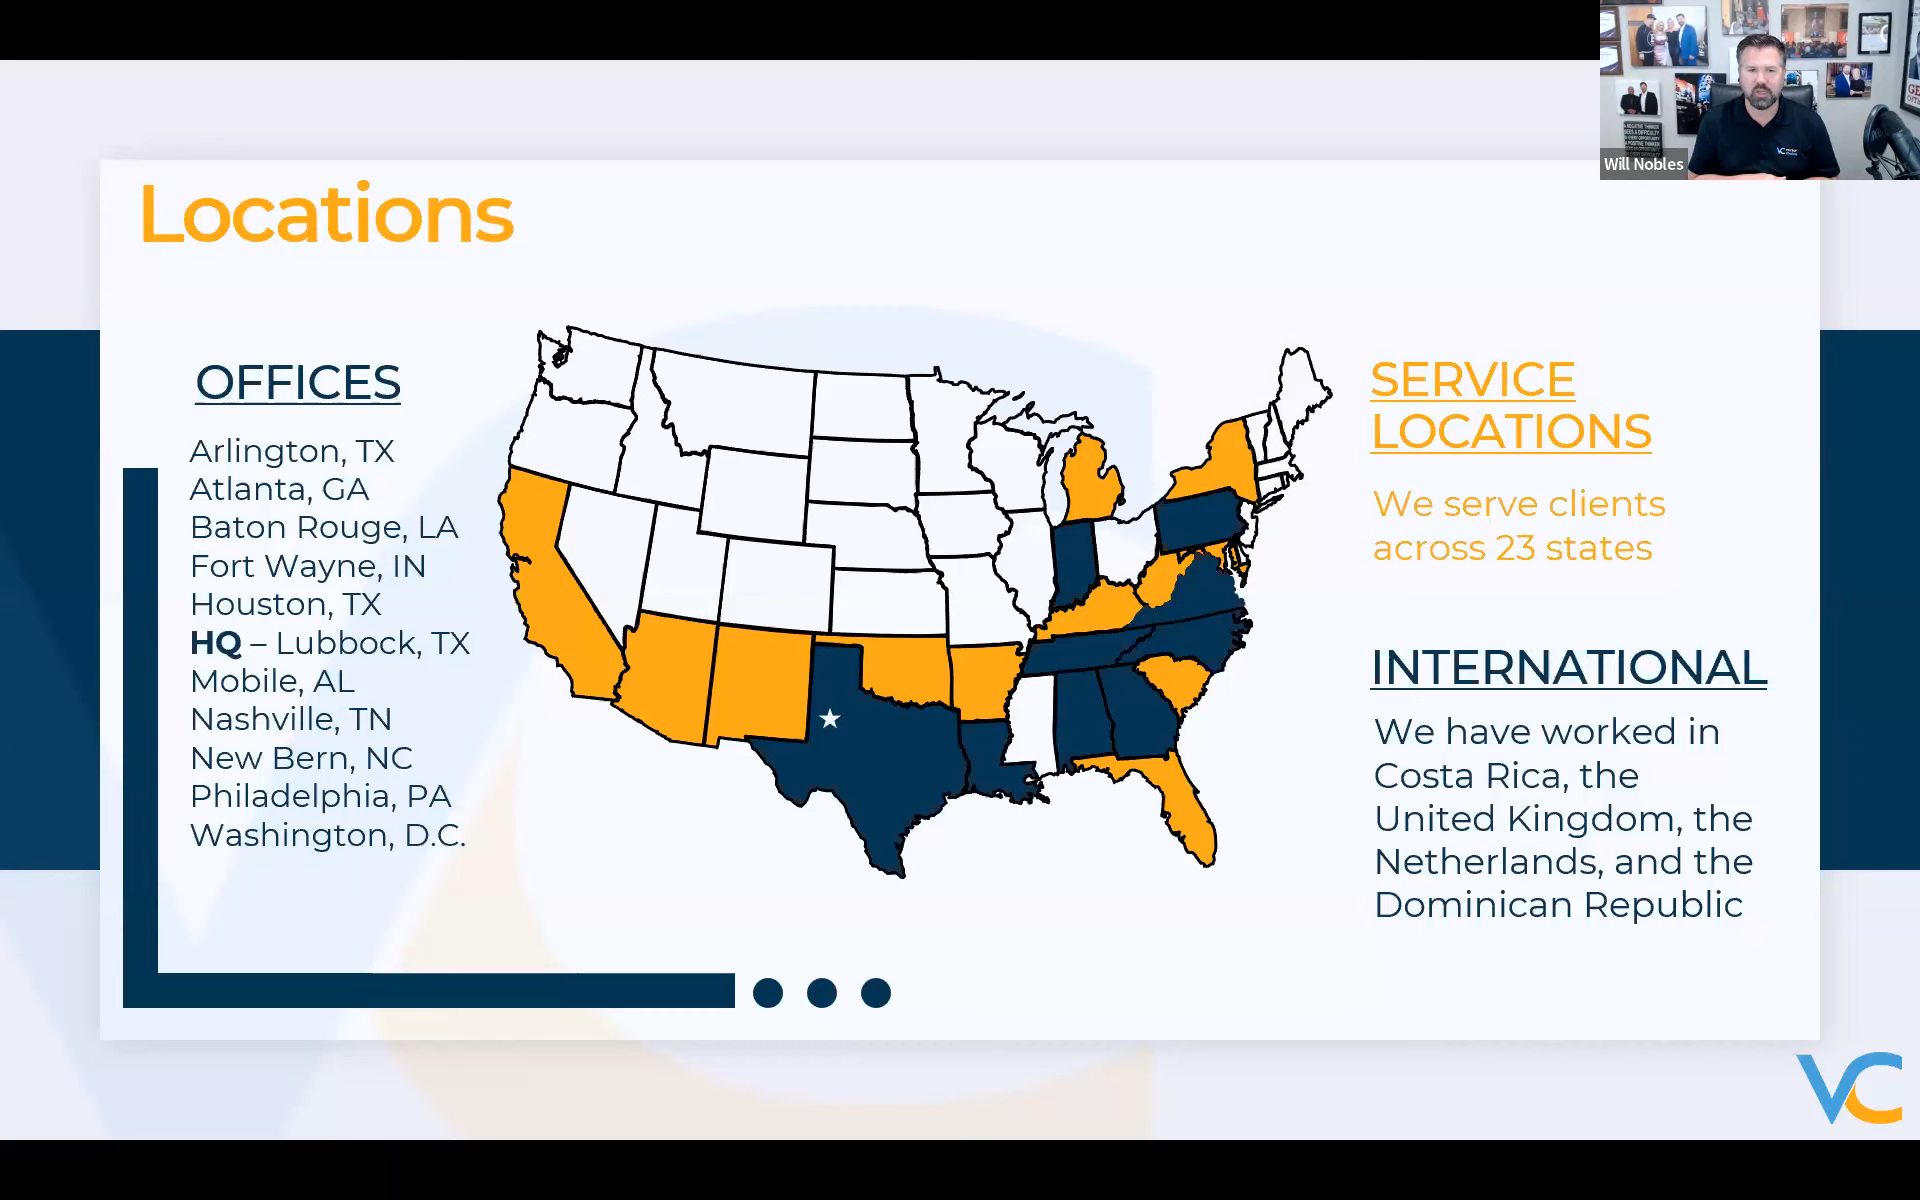 Will Nobles
Locations
OFFICES
Arlington, TX
Atlanta, GA
Baton Rouge, LA
Fort Wayne, IN
Houston, TX
HQ – Lubbock, TX
Mobile, AL
Nashville, TN
New Bern, NC
Philadelphia, PA
Washington, D.C.
SERVICE
LOCATIONS
We serve clients
across 23 states
INTERNATIONAL
We have worked in
Costa Rica, the
United Kingdom, the
Netherlands, and the
Dominican Republic
VC